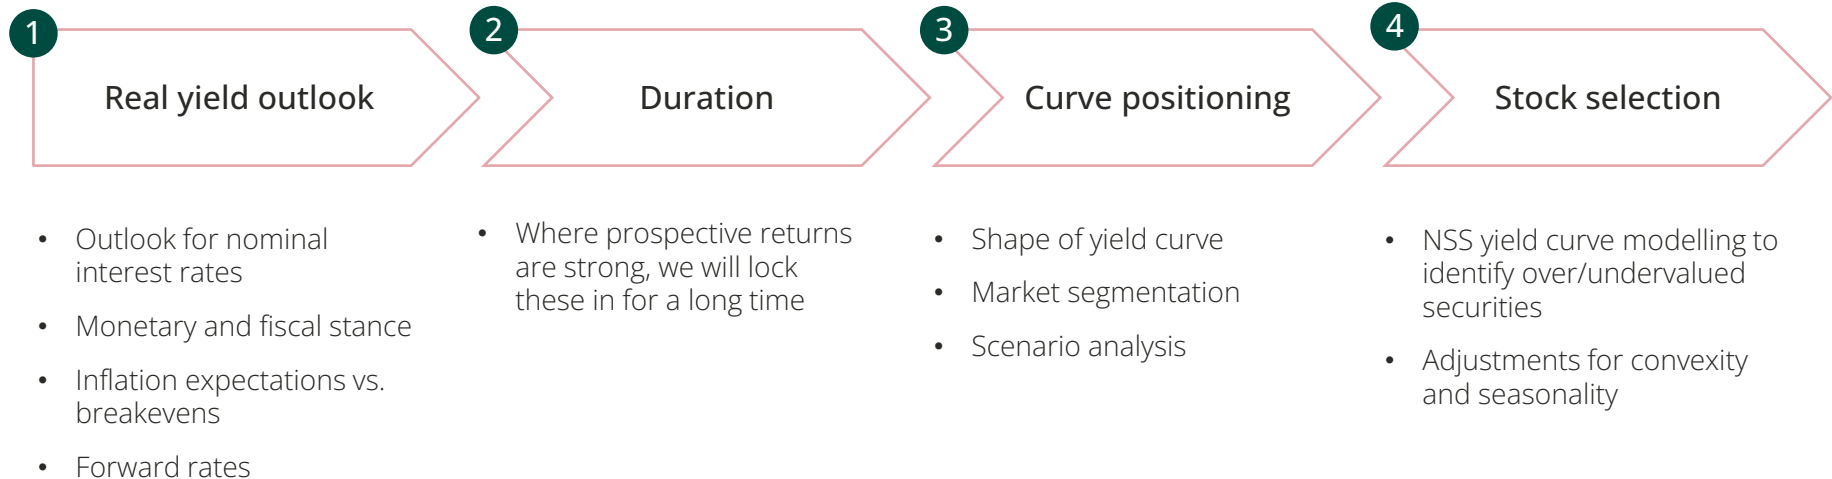 1
Real yield outlook
• Outlook for nominal
interest rates
• Monetary and fiscal stance
• Inflation expectations vs.
breakevens
• Forward rates
2
Duration
• Where prospective returns
are strong, we will lock
these in for a long time
3
Curve positioning
• Shape of yield curve
• Market segmentation
• Scenario analysis
4
Stock selection
• NSS yield curve modelling to
identify over/undervalued
securities
• Adjustments for convexity
and seasonality